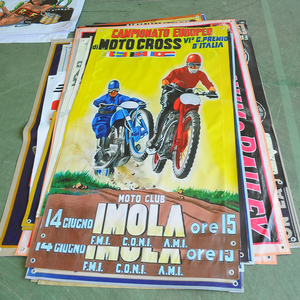 CAMPIONATO EUROPEO
di MOTO CROSS VI° G. PREMIO
D'ITALIA
MOTO CLUB
14 GIUGNO IMOLA ore 15
F.M.I. C.O.N.I. A.M.I.
14 GIUGNO IMOLA ore 15
F.M.I. C.O.N.I. A.M.I.